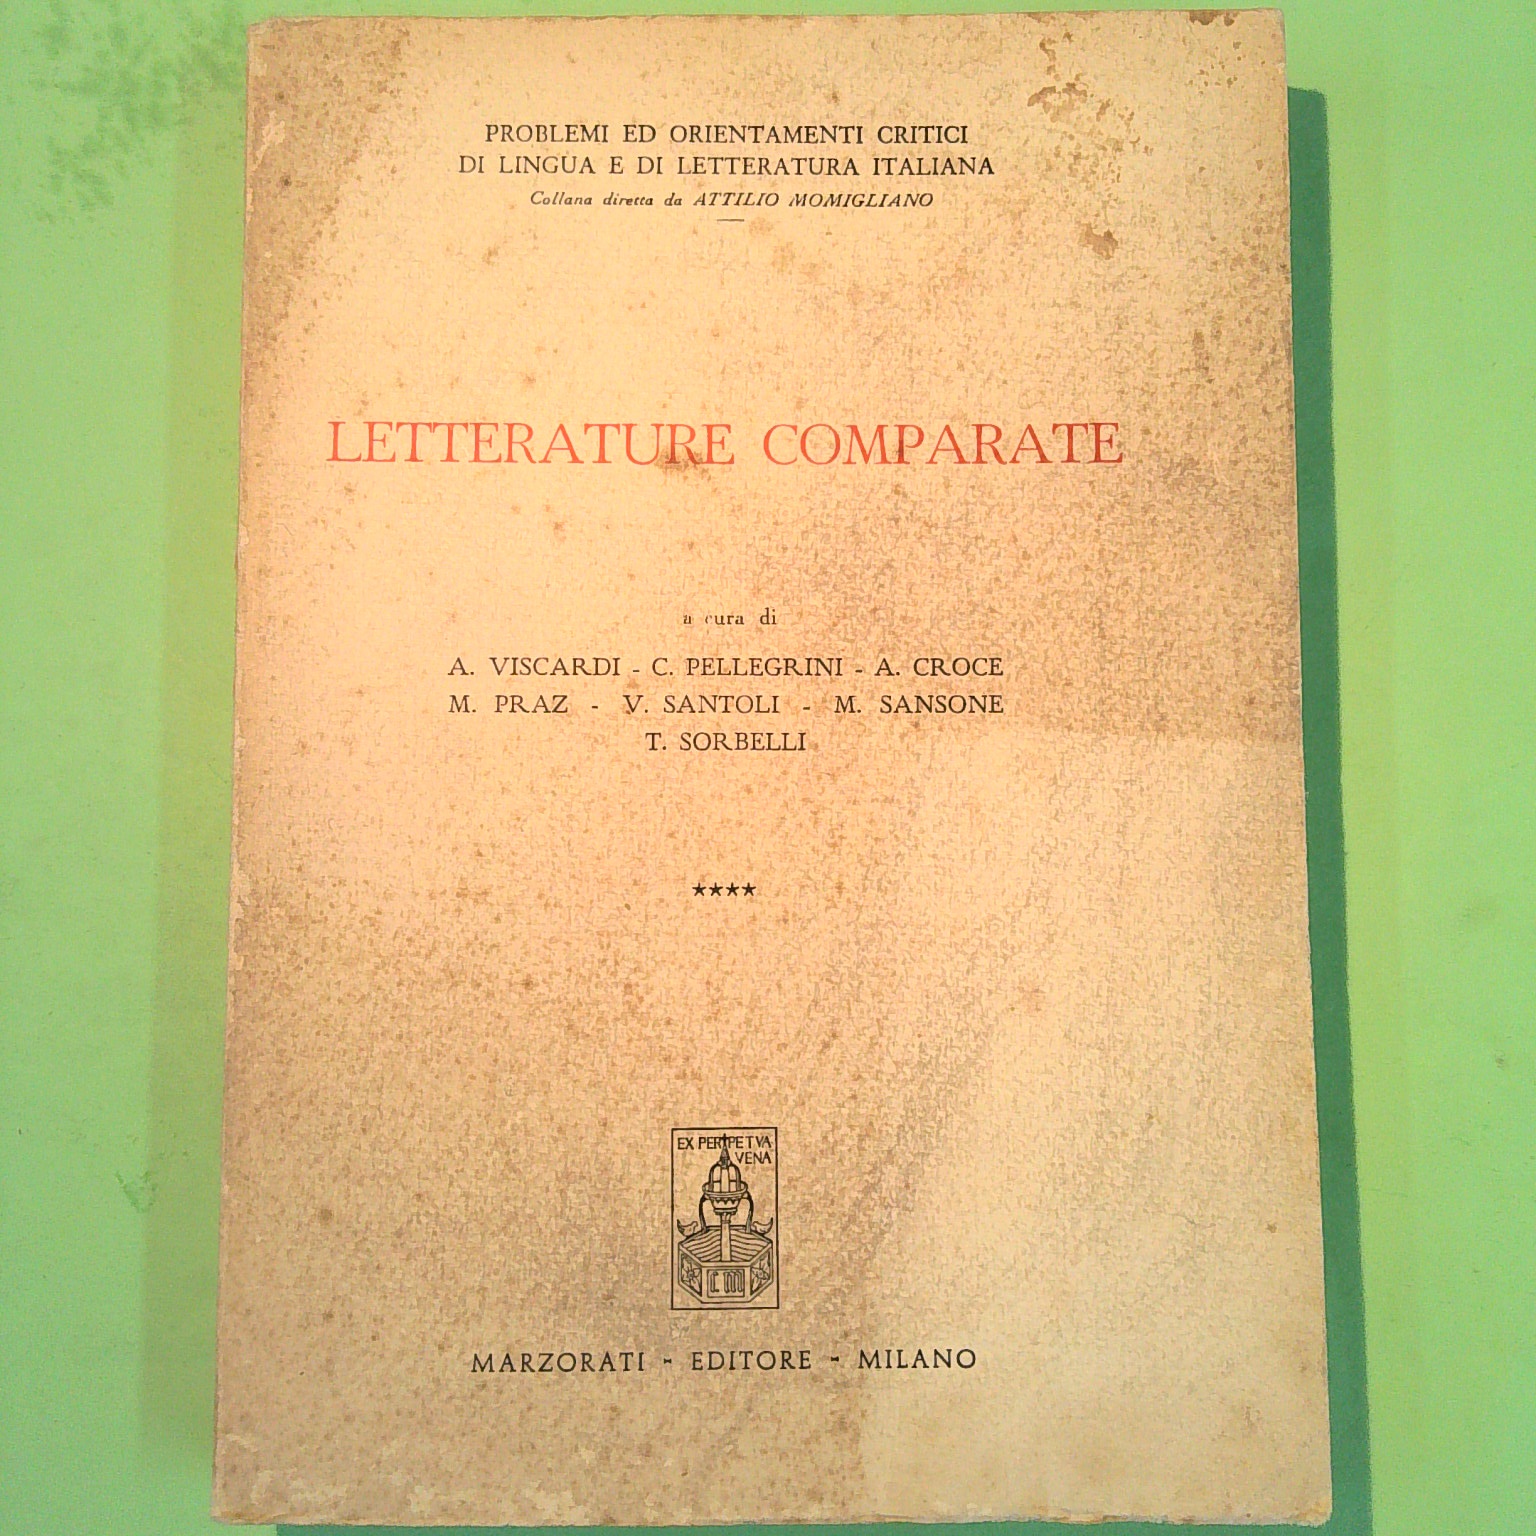 PROBLEMI ED ORIENTAMENTI CRITICI
DI LINGUA E DI LETTERATURA ITALIANA
Collana diretta da ATTILIO MOMIGLIANO
LETTERATURE COMPARATE
a cura di
A. VISCARDI - C. PELLEGRINI - A. CROCE
M. PRAZ - V. SANTOLI - M. SANSONE
T. SORBELLI
★★★★
EX PERPETVA
VENA
CM
MARZORATI - EDITORE - MILANO